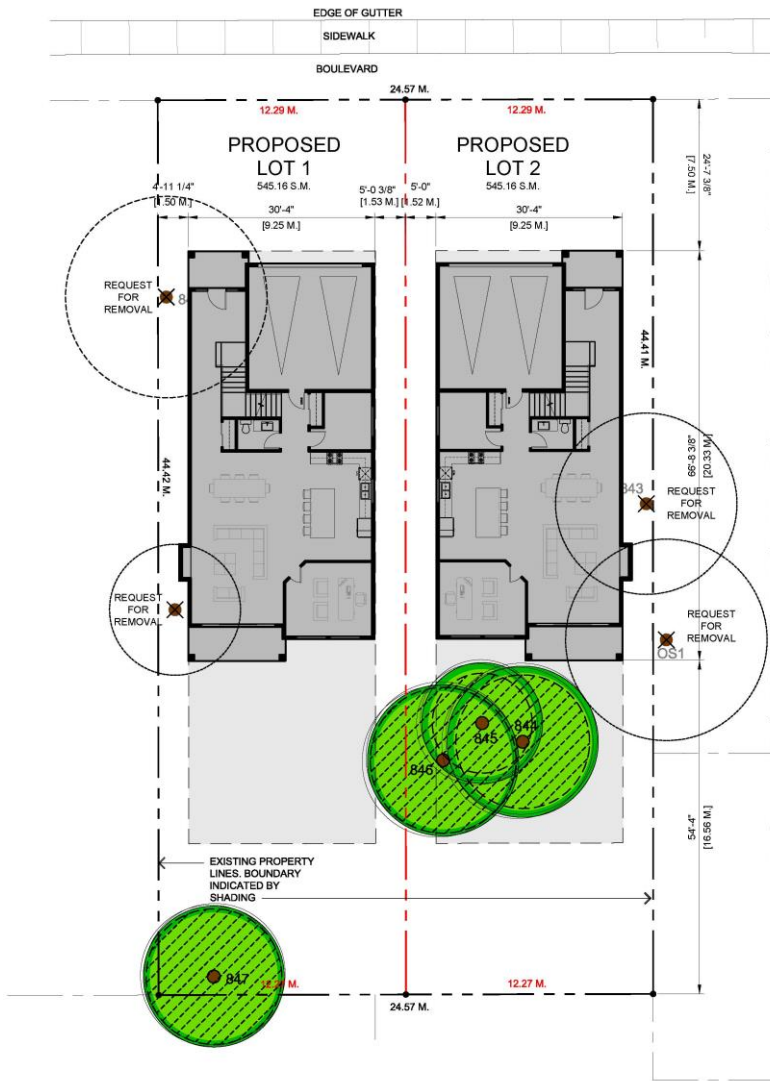 EDGE OF GUTTER
SIDEWALK
BOULEVARD
24.57 M.
12.29 M.
12.29 M.
PROPOSED
LOT 1
545.16 S.M.
PROPOSED
LOT 2
545.16 S.M.
4'-11 1/4"
[1.50 M.]
5'-0 3/8"
[1.53 M.]
5'-0"
[1.52 M.]
30'-4"
[9.25 M.]
30'-4"
[9.25 M.]
24'-7 3/8"
[7.50 M.]
REQUEST
FOR
REMOVAL
44.41 M.
66'-8 3/8"
[20.33 M.]
44.42 M.
843
REQUEST
FOR
REMOVAL
REQUEST
FOR
REMOVAL
REQUEST
FOR
REMOVAL
OS1
845
844
846
54'-4"
[16.56 M.]
EXISTING PROPERTY
LINES. BOUNDARY
INDICATED BY
SHADING
847
12.27 M.
12.27 M.
24.57 M.